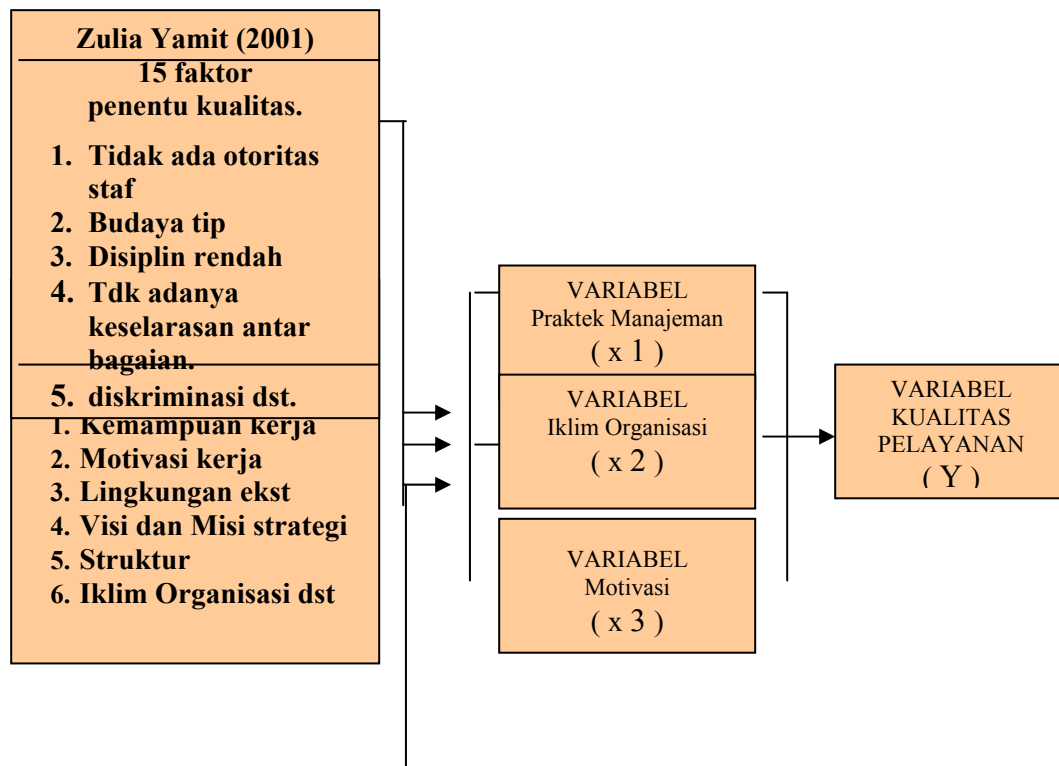 Zulia Yamit (2001)
15 faktor
penentu kualitas.
1. Tidak ada otoritas
staf
2. Budaya tip
3. Disiplin rendah
4. Tdk adanya
keselarasan antar
bagaian.
5. diskriminasi dst.
1. Kemampuan kerja
2. Motivasi kerja
3. Lingkungan ekst
4. Visi dan Misi strategi
5. Struktur
6. Iklim Organisasi dst
VARIABEL
Praktek Manajeman
( x 1 )
VARIABEL
Iklim Organisasi
( x 2 )
VARIABEL
Motivasi
( x 3 )
VARIABEL
KUALITAS
PELAYANAN
( Y )